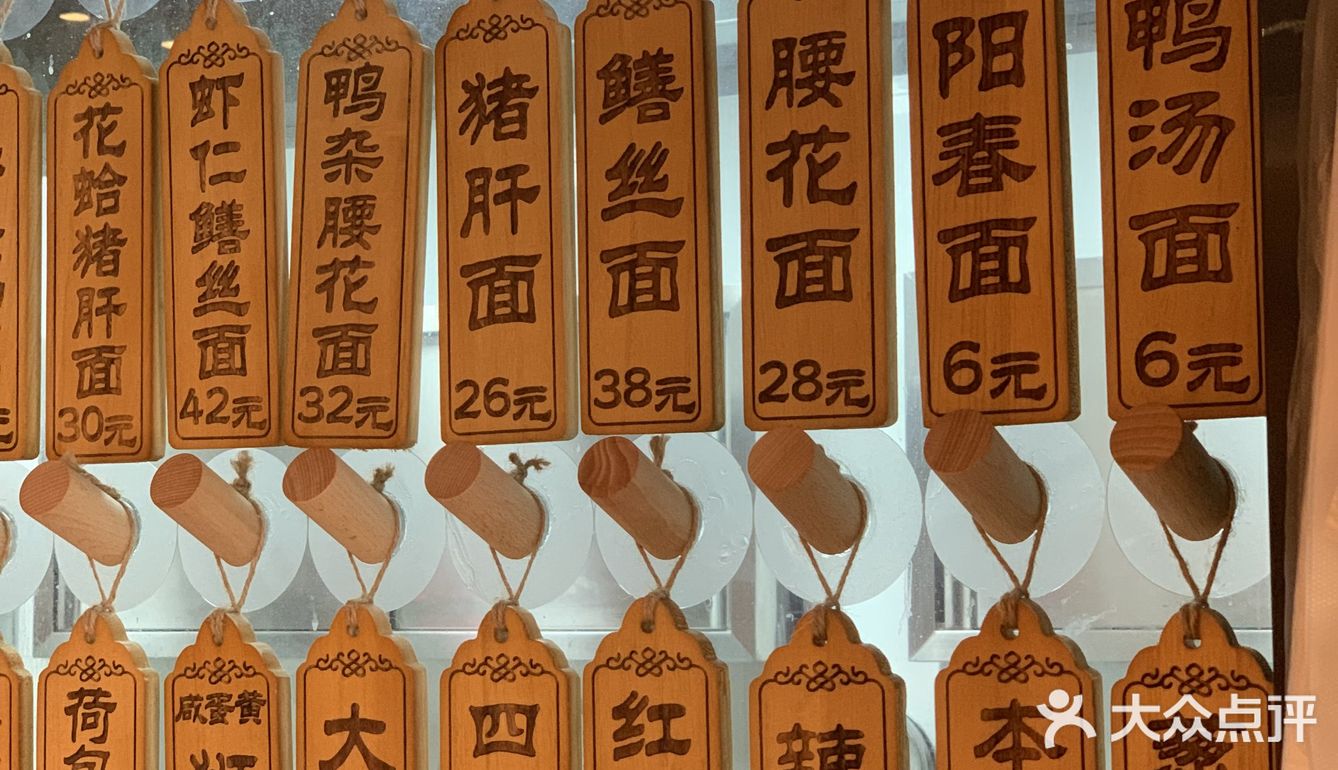 鸭汤面
6元
阳春面
6元
腰花面
28元
鳝丝面
38元
猪肝面
26元
鸭杂腰花面
32元
虾仁鳝丝面
42元
花蛤猪肝面
30元
元
本
辣
红
四
大
咸蛋黄
荷包
大众点评